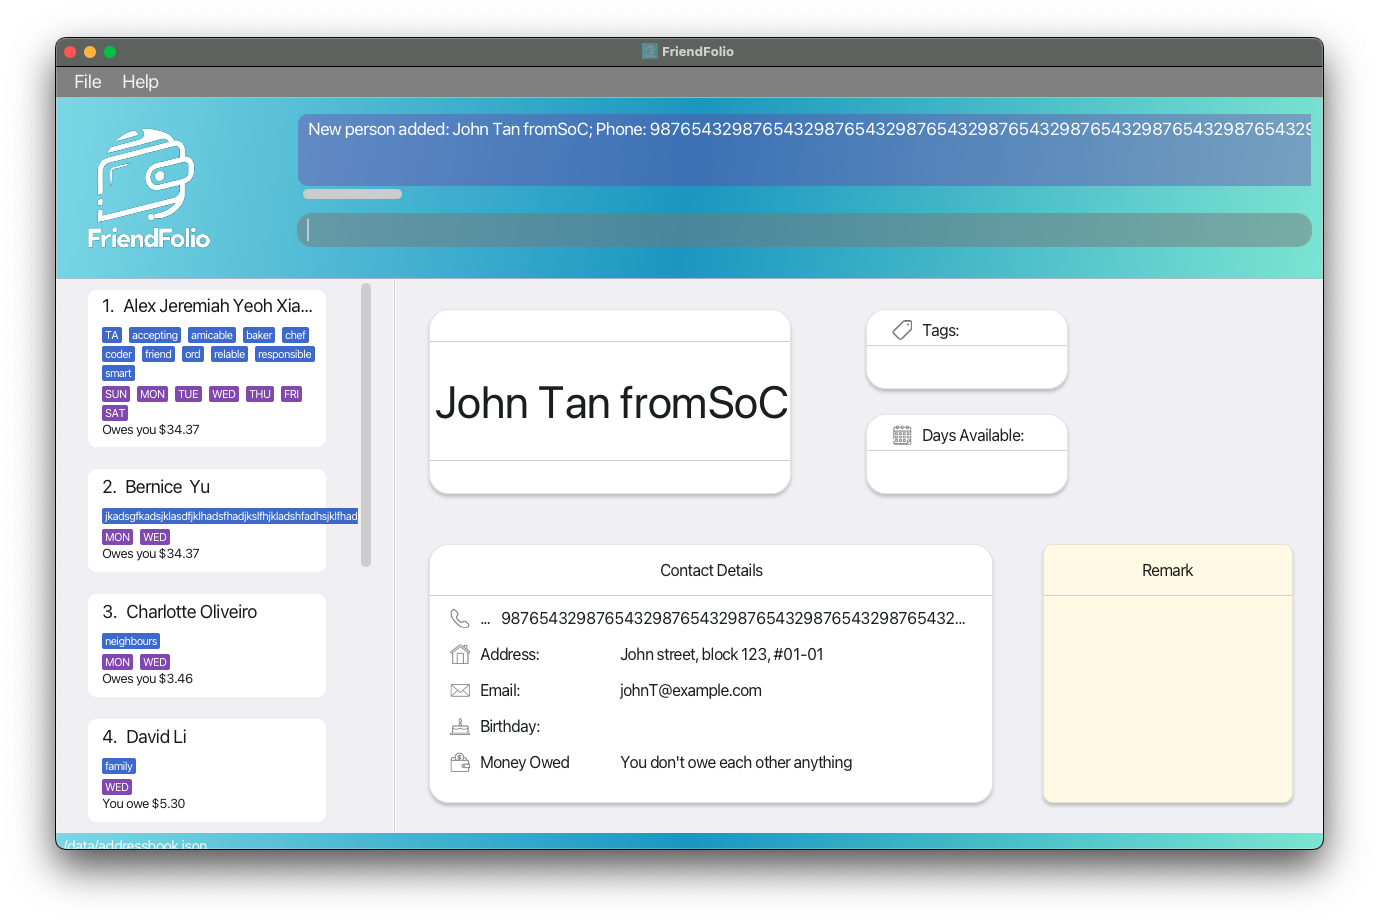 FriendFolio
File Help
New person added: John Tan fromSoC; Phone: 98765432987654329876543298765432987654329876543298765432987654329
FriendFolio
1. Alex Jeremiah Yeoh Xia...
TA accepting amicable baker chef
coder friend ord relable responsible
smart
SUN MON TUE WED THU FRI
SAT
Owes you $34.37
2. Bernice Yu
jkadsgfkadsjklasdfjklhadsfhadjkslfhjkladshfadhsjklfhad
MON WED
Owes you $34.37
3. Charlotte Oliveiro
neighbours
MON WED
Owes you $3.46
4. David Li
family
WED
You owe $5.30
John Tan fromSoC
Tags:
Days Available:
Contact Details
... 987654329876543298765432987654329876543298765432...
Address: John street, block 123, #01-01
Email: johnT@example.com
Birthday:
Money Owed You don't owe each other anything
Remark
/data/addressbook.json